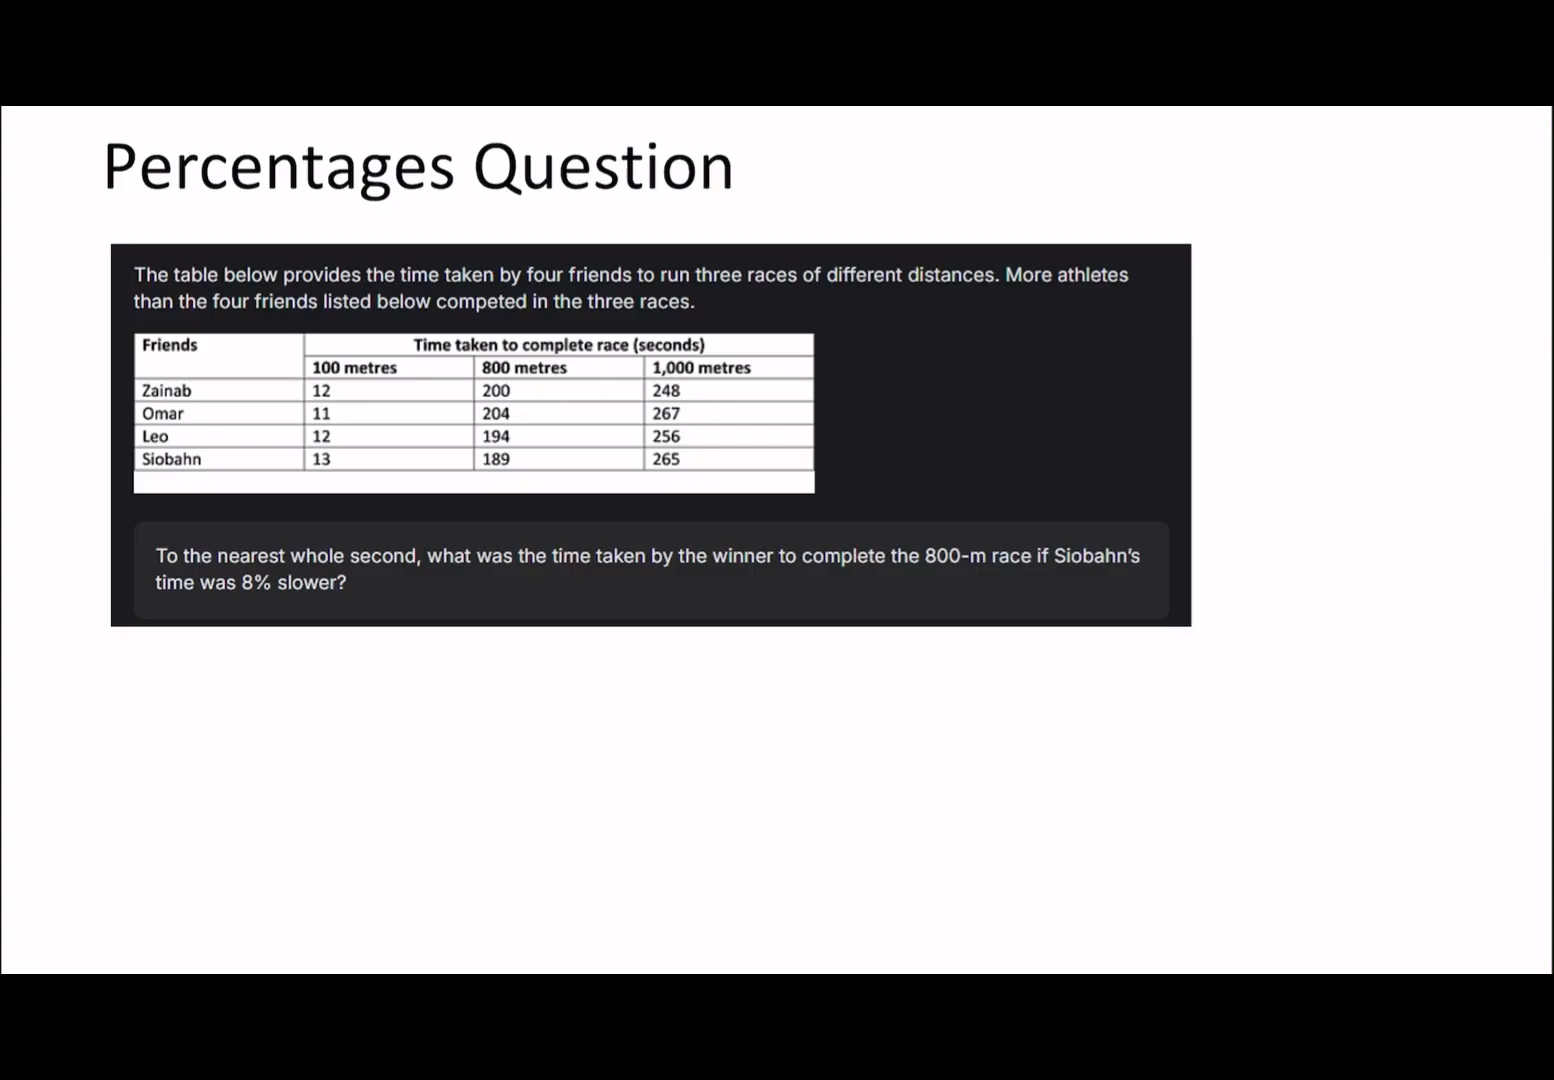 Percentages Question
The table below provides the time taken by four friends to run three races of different distances. More athletes
than the four friends listed below competed in the three races.
Friends Time taken to complete race (seconds)
100 metres 800 metres 1,000 metres
Zainab 12 200 248
Omar 11 204 267
Leo 12 194 256
Siobahn 13 189 265
To the nearest whole second, what was the time taken by the winner to complete the 800-m race if Siobahn's
time was 8% slower?